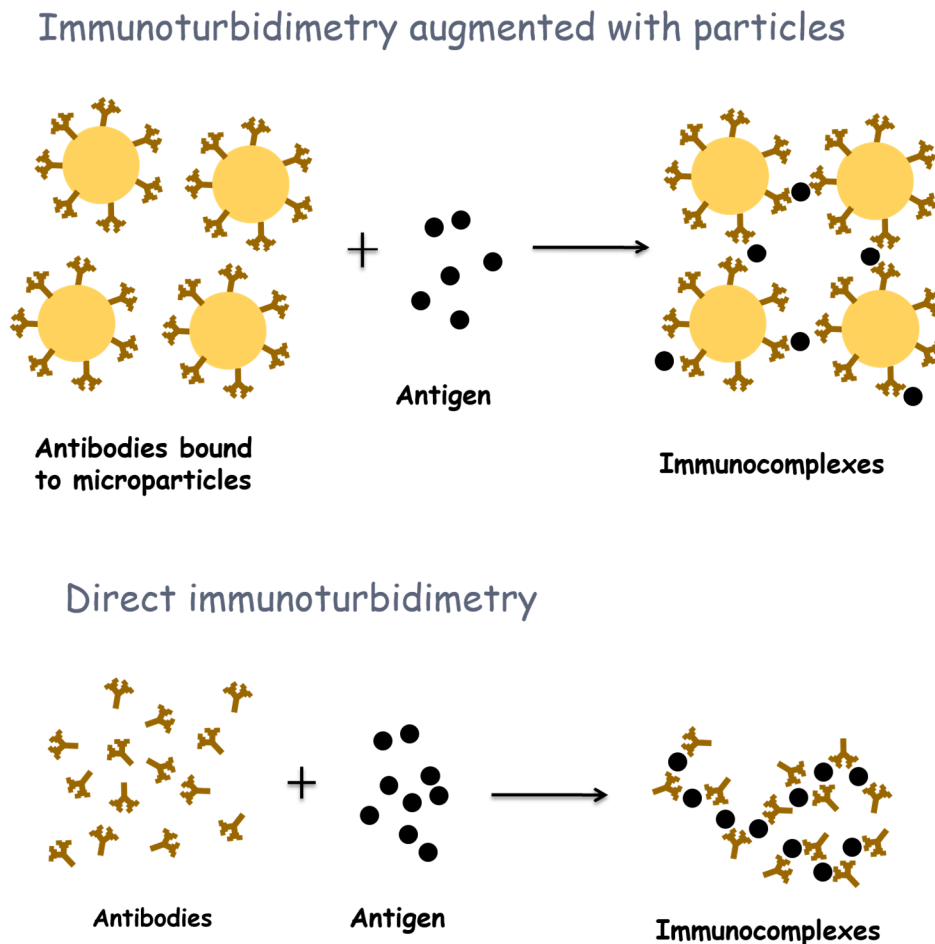 Immunoturbidimetry augmented with particles
+
Antigen
Antibodies bound
to microparticles
Immunocomplexes
Direct immunoturbidimetry
+
Antibodies
Antigen
Immunocomplexes